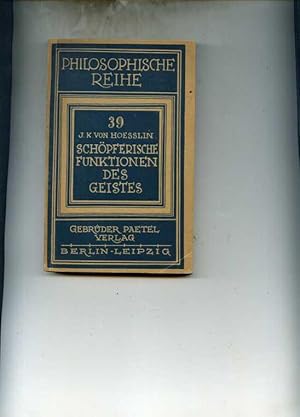 PHILOSOPHISCHE
REIHE
39
J. K. VON HOESSLIN
SCHÖPFERISCHE
FUNKTIONEN
DES
GEISTES
GEBRÜDER PAETEL
VERLAG
BERLIN-LEIPZIG